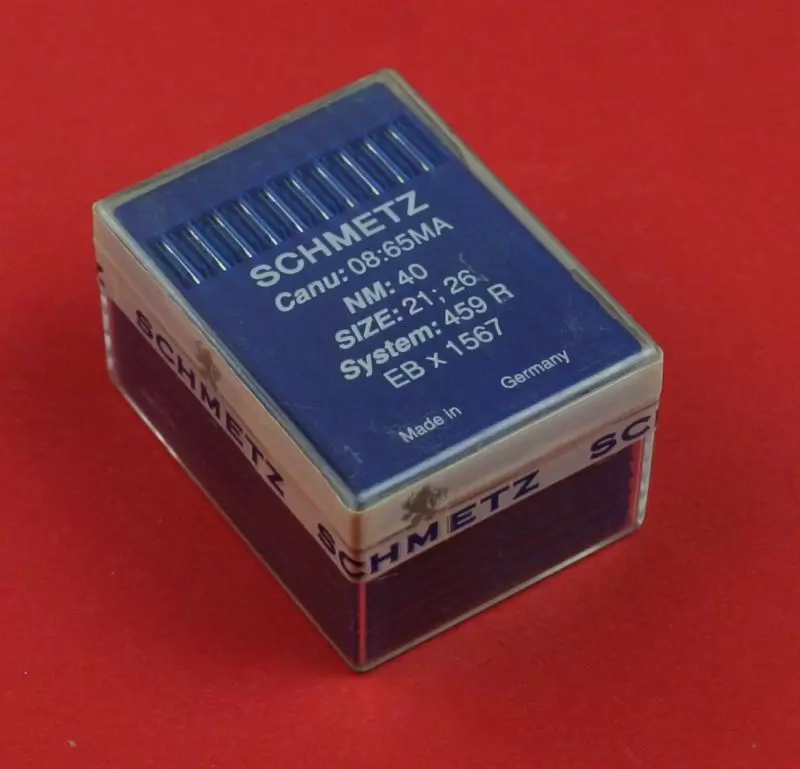 SCHMETZ
Canu: 08:65MA
NM: 40
SIZE: 21; 26
System: 459 R
EB x 1567
Made in Germany
SCHMETZ
SCHMETZ
SC